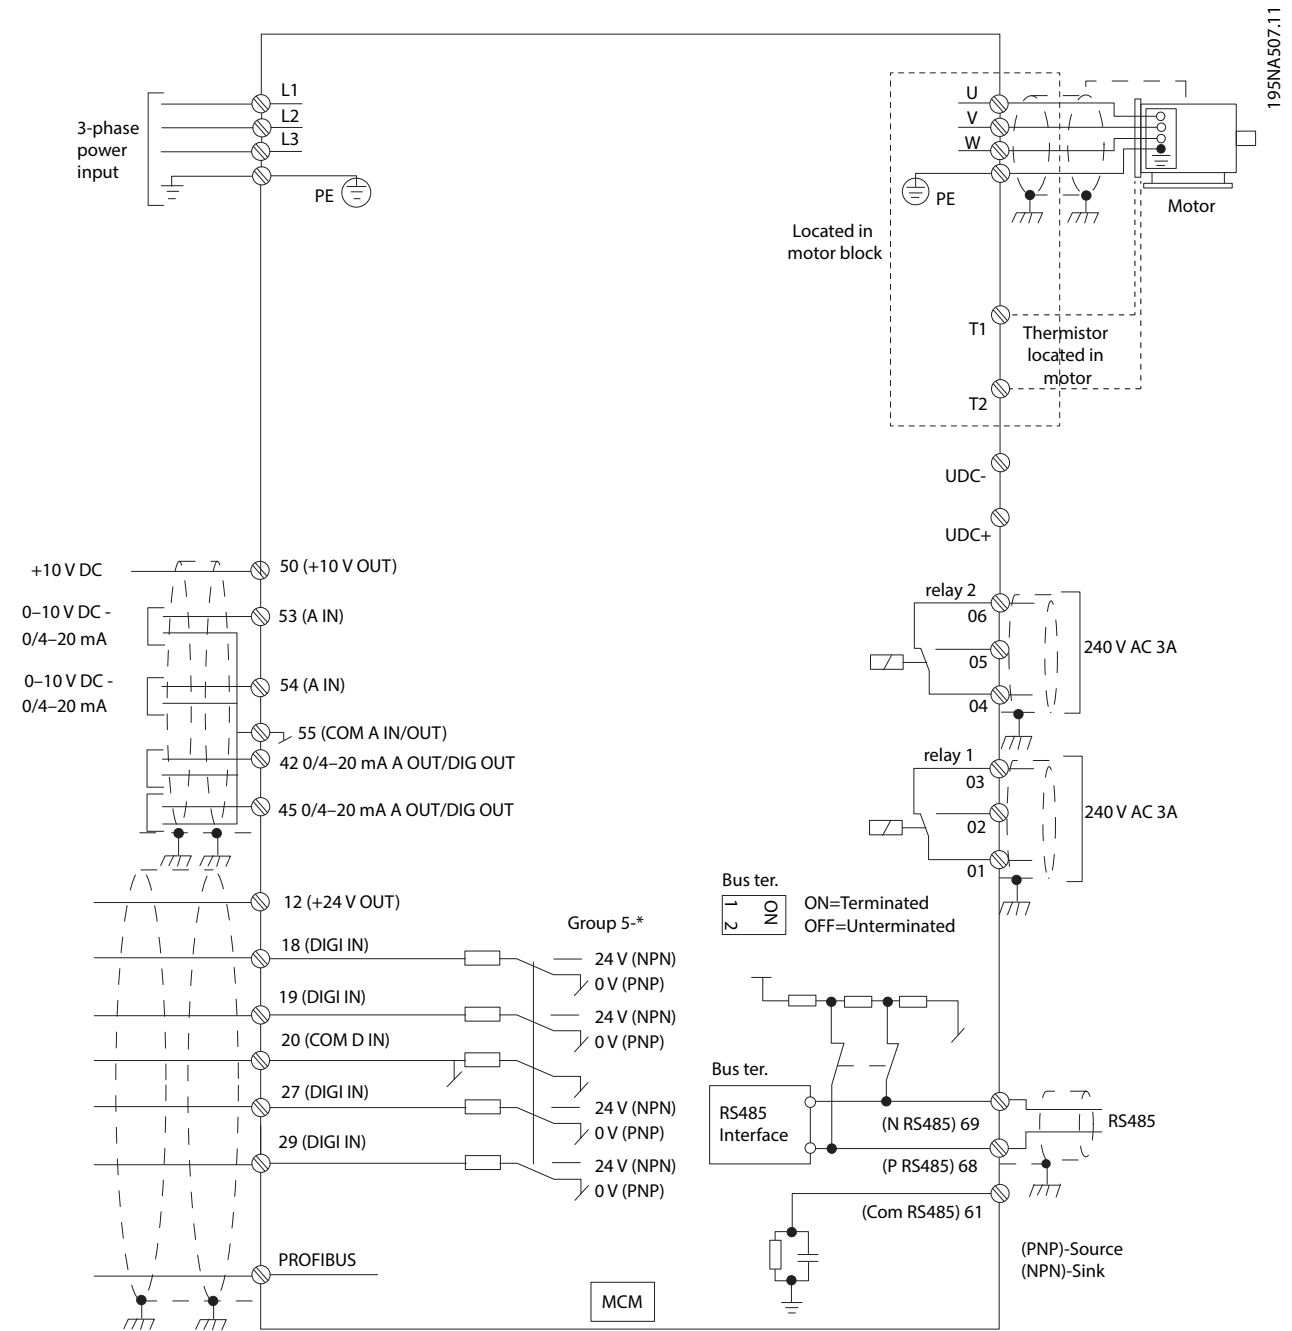 195NA507.11
L1
L2
L3
3-phase
power
input
PE
U
V
W
PE
Motor
Located in
motor block
T1
Thermistor
located in
motor
T2
UDC-
UDC+
+10 V DC
50 (+10 V OUT)
0–10 V DC -
0/4–20 mA
53 (A IN)
0–10 V DC -
0/4–20 mA
54 (A IN)
55 (COM A IN/OUT)
42 0/4–20 mA A OUT/DIG OUT
45 0/4–20 mA A OUT/DIG OUT
relay 2
06
05
04
240 V AC 3A
relay 1
03
02
01
240 V AC 3A
12 (+24 V OUT)
18 (DIGI IN)
19 (DIGI IN)
20 (COM D IN)
27 (DIGI IN)
29 (DIGI IN)
PROFIBUS
Group 5-*
24 V (NPN)
0 V (PNP)
24 V (NPN)
0 V (PNP)
24 V (NPN)
0 V (PNP)
24 V (NPN)
0 V (PNP)
Bus ter.
1
2
ON
ON=Terminated
OFF=Unterminated
Bus ter.
RS485
Interface
(N RS485) 69
(P RS485) 68
RS485
(Com RS485) 61
(PNP)-Source
(NPN)-Sink
MCM